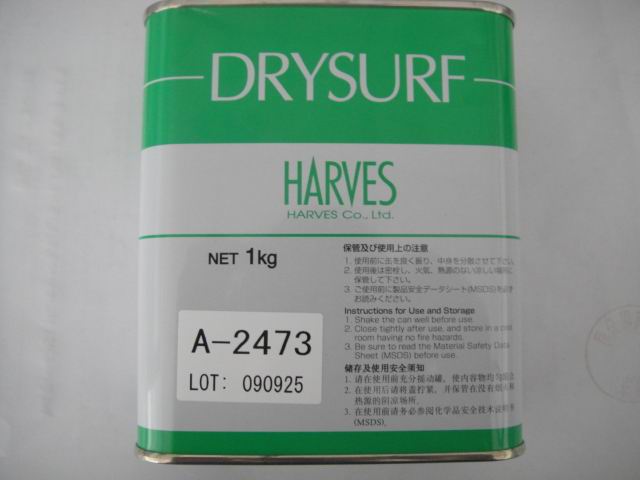 DRYSURF
HARVES
HARVES Co., Ltd.
NET 1kg
A-2473
LOT: 090925
保管及び使用上の注意
1. 使用前に缶を良く振り、中身を分散させて下さい。
2. 使用後は密栓し、火気、熱源のない涼しい場所に
保管して下さい。
3. ご使用前に製品安全データシート(MSDS)を必ず
お読みください。
Instructions for Use and Storage
1. Shake the can well before use.
2. Close tightly after use, and store in a cool
room having no fire hazards.
3. Be sure to read the Material Safety Data
Sheet (MSDS) before use.
储存及使用安全须知
1. 请在使用前充分摇动罐，使内容物均匀
2. 在使用后请将盖拧紧，并保管在没有
热源的阴凉场所。
3. 在使用前请务必参阅化学品安全技术说明书
(MSDS)。